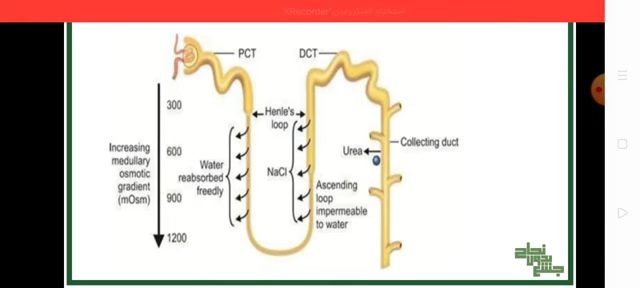 PCT
DCT
300
Henle's
loop
Increasing
medullary
osmotic
gradient
(mOsm)
600
Water
reabsorbed
freedly
NaCl
Urea
Collecting duct
900
Ascending
loop
impermeable
to water
1200